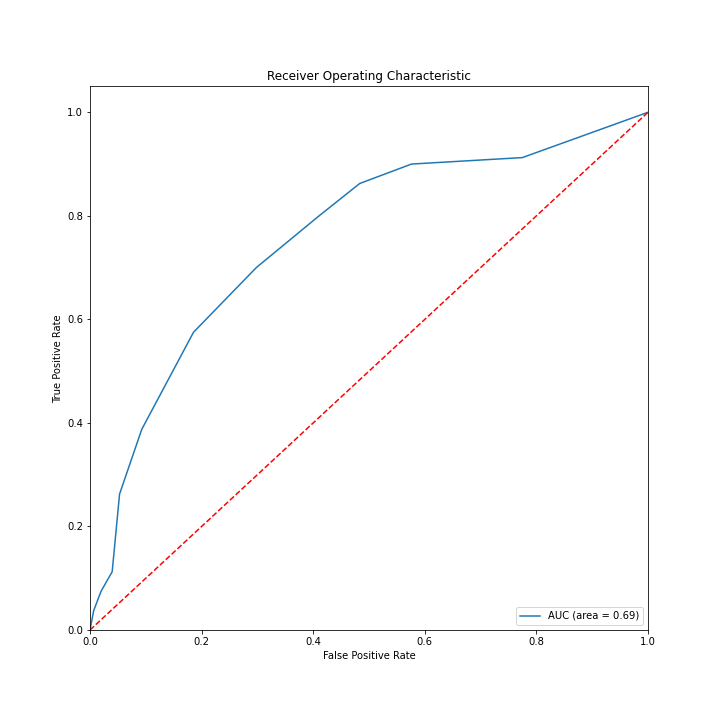 Receiver Operating Characteristic
1.0
0.8
0.6
0.4
0.2
0.0
True Positive Rate
AUC (area = 0.69)
0.0 0.2 0.4 0.6 0.8 1.0
False Positive Rate